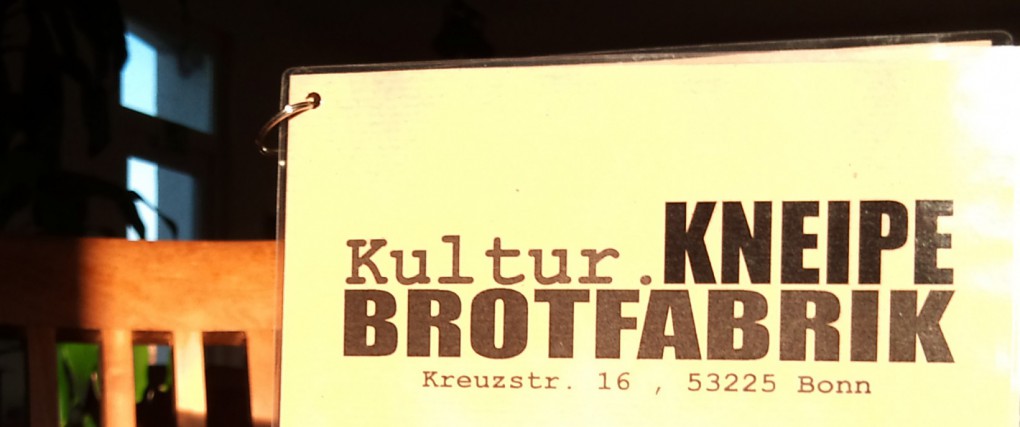 Kultur.KNEIPE
BROTFABRIK
Kreuzstr. 16 , 53225 Bonn